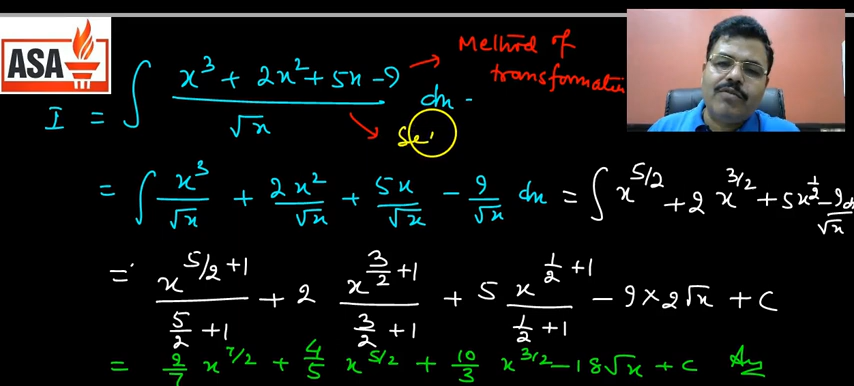 ASA
I = ∫ (x³ + 2x² + 5x - 9)/√x dx
Method of
transformation
Se
= ∫ x³/√x + 2x²/√x + 5x/√x - 9/√x dx = ∫ x^5/2 + 2 x^3/2 + 5x^1/2 - 9dx/√x
= x^(5/2 + 1)/(5/2 + 1) + 2 x^(3/2 + 1)/(3/2 + 1) + 5 x^(1/2 + 1)/(1/2 + 1) - 9 × 2√x + C
= 2/7 x^7/2 + 4/5 x^5/2 + 10/3 x^3/2 - 18√x + C Ans